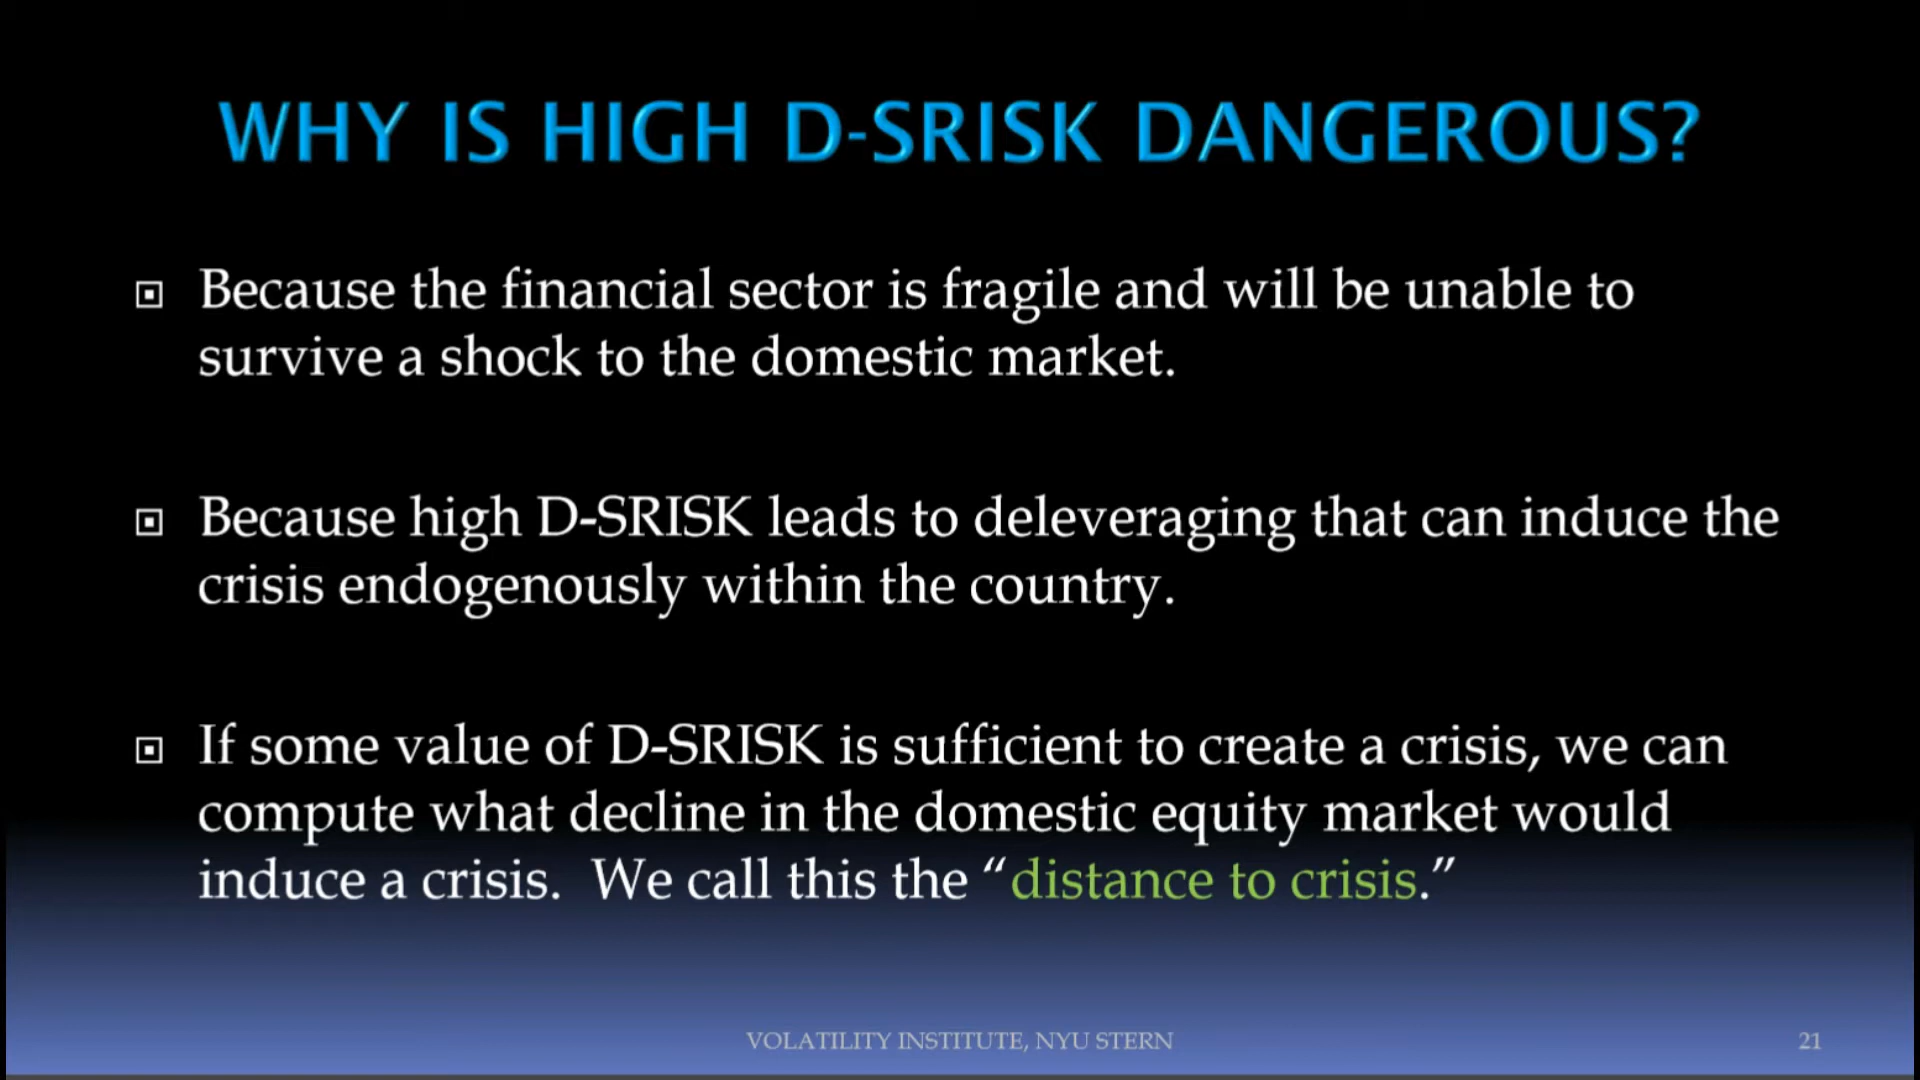 WHY IS HIGH D-SRISK DANGEROUS?
Because the financial sector is fragile and will be unable to
survive a shock to the domestic market.
Because high D-SRISK leads to deleveraging that can induce the
crisis endogenously within the country.
If some value of D-SRISK is sufficient to create a crisis, we can
compute what decline in the domestic equity market would
induce a crisis.  We call this the “distance to crisis.”
VOLATILITY INSTITUTE, NYU STERN
21